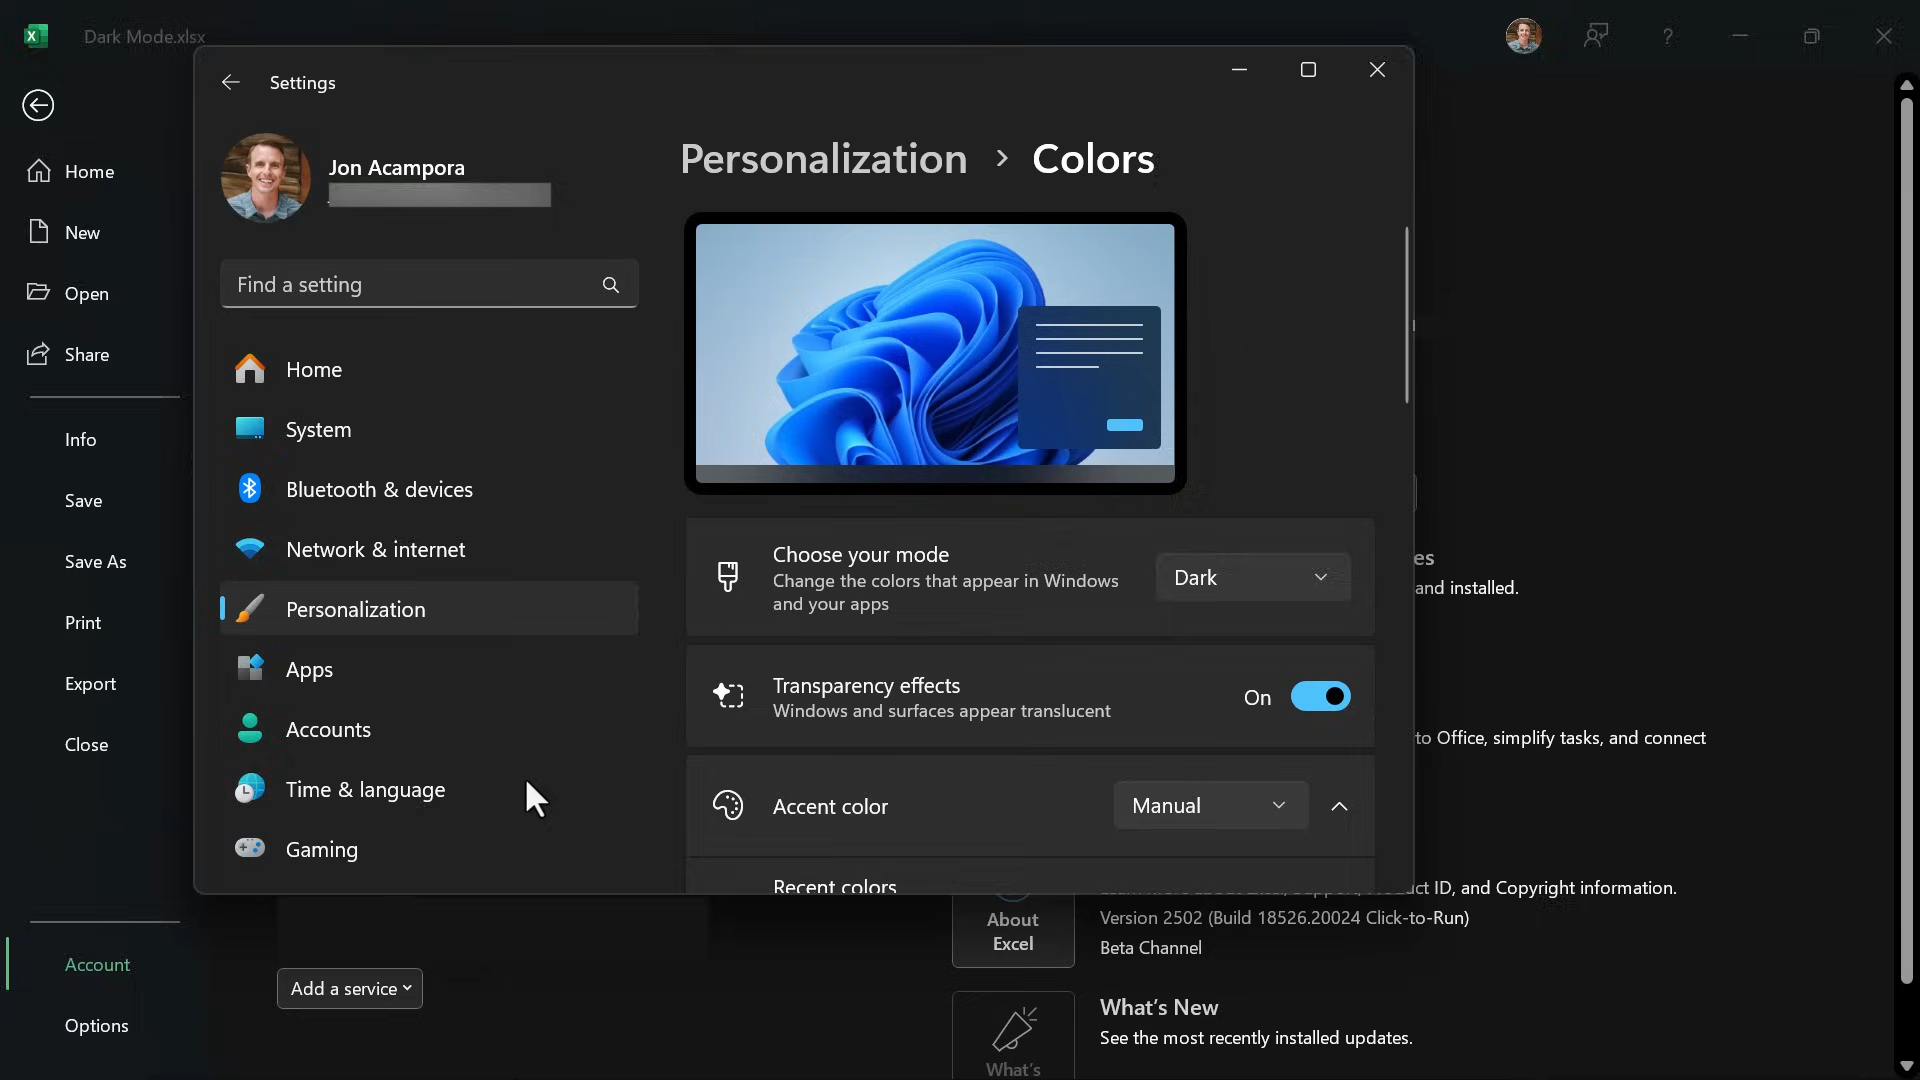 Dark Mode.xlsx
?
Home
New
Open
Share
Info
Save
Save As
Print
Export
Close
Account
Options
Settings
Jon Acampora
Find a setting
Home
System
Bluetooth & devices
Network & internet
Personalization
Apps
Accounts
Time & language
Gaming
Personalization > Colors
Choose your mode
Change the colors that appear in Windows
and your apps
Dark
Transparency effects
Windows and surfaces appear translucent
On
Accent color
Manual
Recent colors
es
and installed.
to Office, simplify tasks, and connect
ct ID, and Copyright information.
About
Excel
Version 2502 (Build 18526.20024 Click-to-Run)
Beta Channel
Add a service
What's
What's New
See the most recently installed updates.